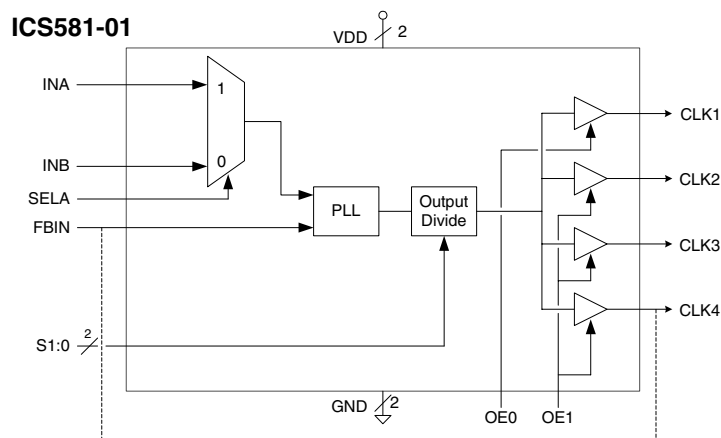 ICS581-01
VDD
2
INA
1
CLK1
INB
0
CLK2
SELA
PLL
Output
Divide
FBIN
CLK3
CLK4
S1:0
2
GND
2
OE0
OE1